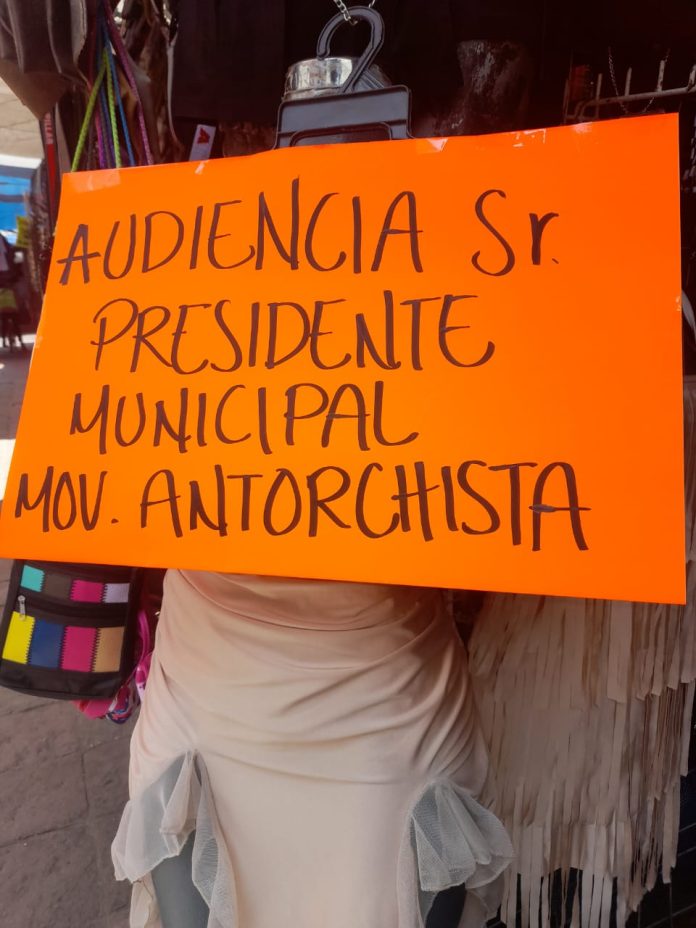 AUDIENCIA Sr.
PRESIDENTE
MUNICIPAL
MOV. ANTORCHISTA